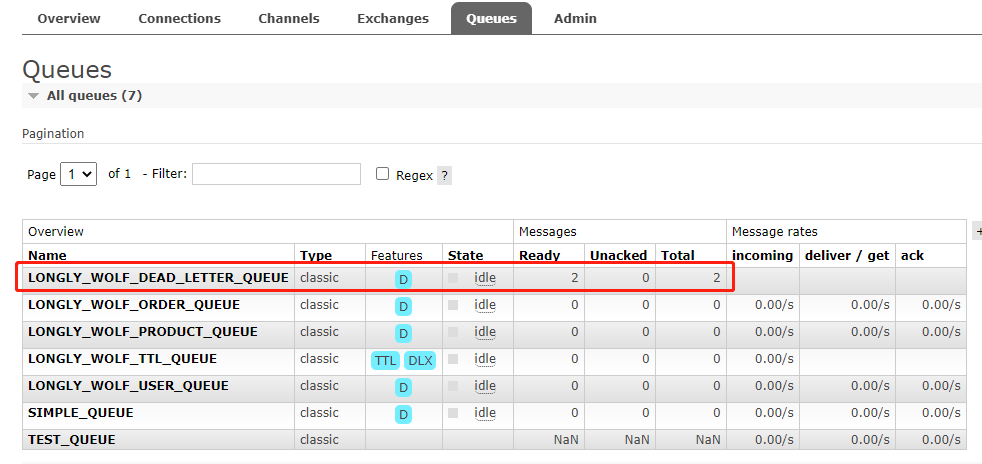 Overview Connections Channels Exchanges Queues Admin
Queues
All queues (7)
Pagination
Page 1 of 1 - Filter: Regex ?
Overview Messages Message rates +
Name Type Features State Ready Unacked Total incoming deliver / get ack
LONGLY_WOLF_DEAD_LETTER_QUEUE classic D idle 2 0 2
LONGLY_WOLF_ORDER_QUEUE classic D idle 0 0 0 0.00/s 0.00/s 0.00/s
LONGLY_WOLF_PRODUCT_QUEUE classic D idle 0 0 0 0.00/s 0.00/s 0.00/s
LONGLY_WOLF_TTL_QUEUE classic TTL DLX idle 0 0 0 0.00/s
LONGLY_WOLF_USER_QUEUE classic D idle 0 0 0 0.00/s 0.00/s 0.00/s
SIMPLE_QUEUE classic D idle 0 0 0 0.00/s 0.00/s 0.00/s
TEST_QUEUE classic NaN NaN NaN 0.00/s 0.00/s 0.00/s